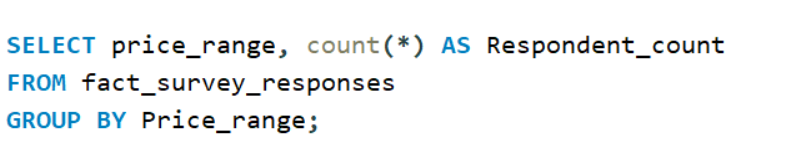 SELECT price_range, count(*) AS Respondent_count
FROM fact_survey_responses
GROUP BY Price_range;